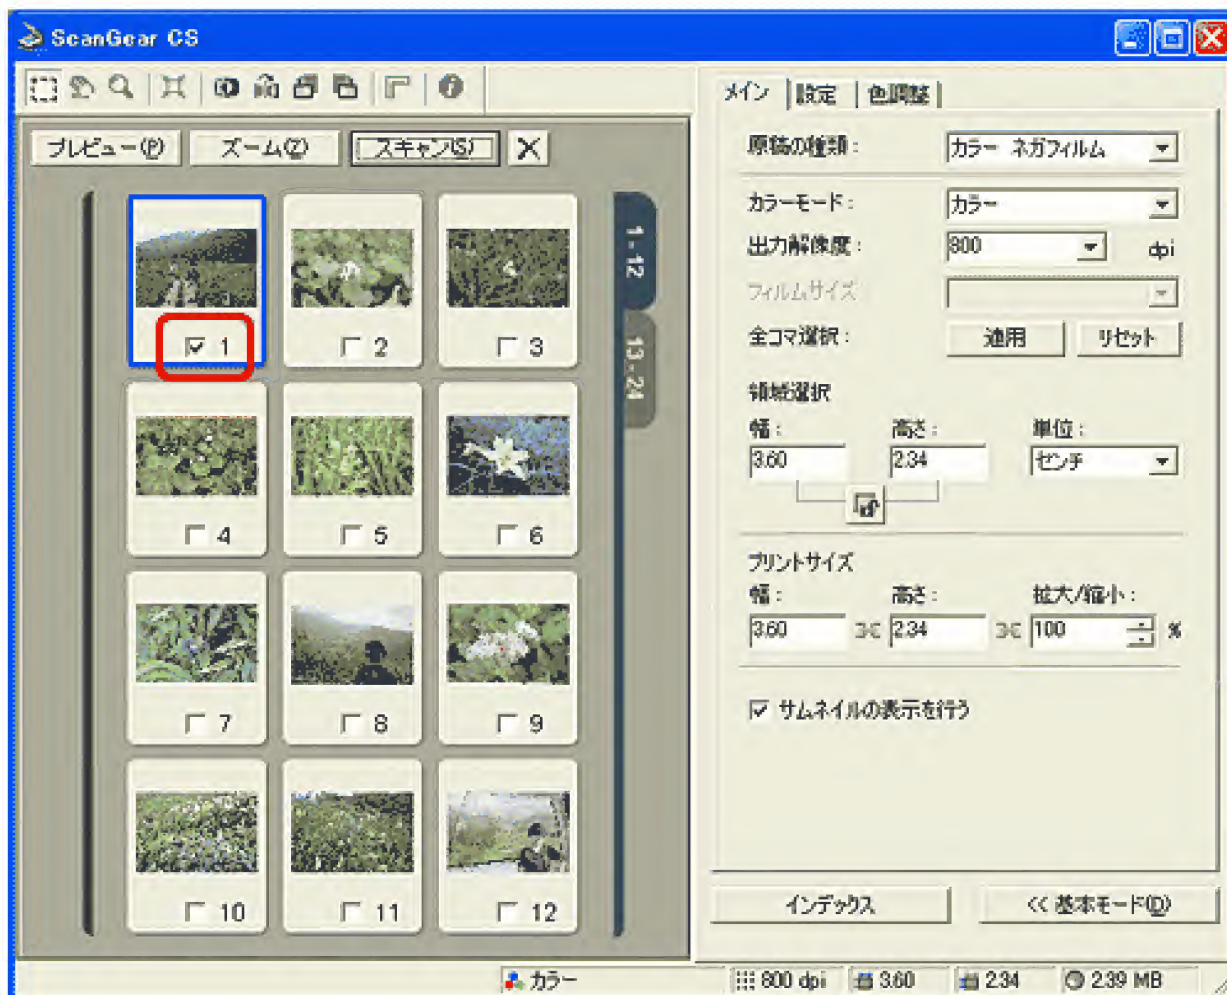 ScanGear CS
プレビュー(P) ズーム(Z) スキャン(S)
1
2
3
4
5
6
7
8
9
10
11
12
1 - 12
13 - 24
メイン 設定 色調整
原稿の種類： カラー ネガフィルム
カラーモード： カラー
出力解像度： 800 dpi
フィルムサイズ
全コマ選択： 適用 リセット
領域選択
幅： 高さ： 単位：
3.60 2.34 センチ
プリントサイズ
幅： 高さ： 拡大/縮小：
3.60 2.34 100 %
サムネイルの表示を行う
インデックス << 基本モード(D)
カラー 800 dpi 3.60 2.34 2.39 MB